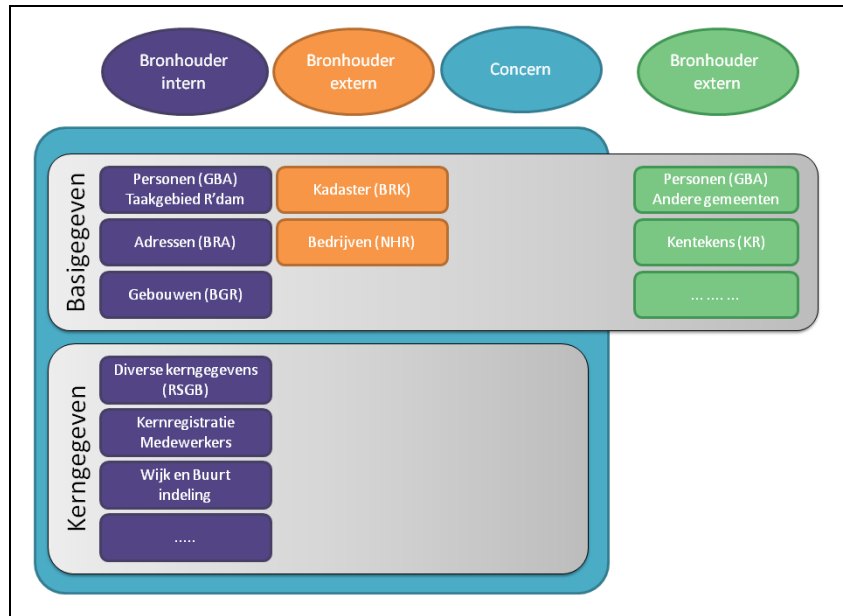 Bronhouder
intern
Bronhouder
extern
Concern
Bronhouder
extern
Basisgegeven
Personen (GBA)
Taakgebied R'dam
Kadaster (BRK)
Personen (GBA)
Andere gemeenten
Adressen (BRA)
Bedrijven (NHR)
Kentekens (KR)
Gebouwen (BGR)
... .... ...
Kerngegeven
Diverse kerngegevens
(RSGB)
Kernregistratie
Medewerkers
Wijk en Buurt
indeling
.....